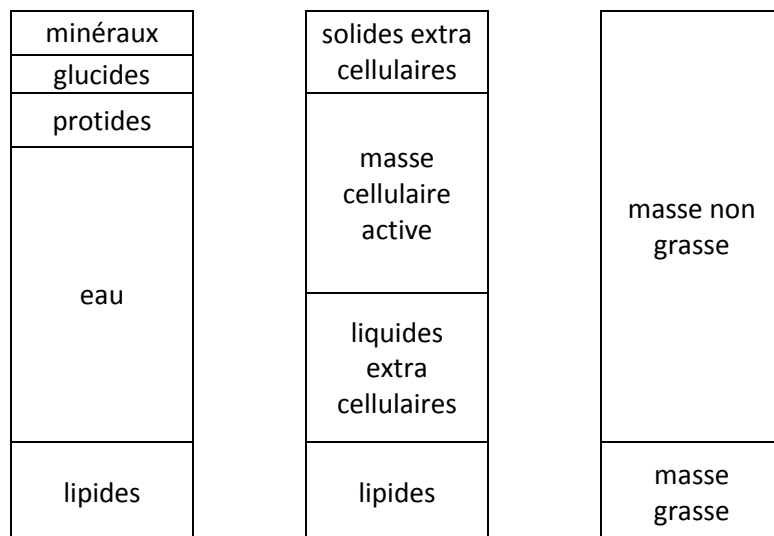 minéraux
glucides
protides
eau
lipides
solides extra
cellulaires
masse
cellulaire
active
liquides
extra
cellulaires
lipides
masse non
grasse
masse
grasse